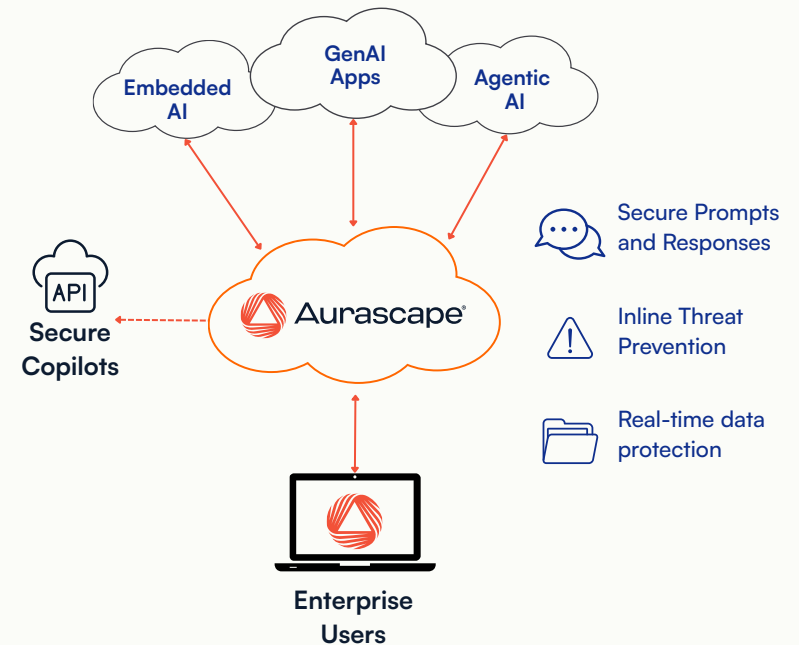 GenAI
Apps
Embedded
AI
Agentic
AI
Secure Prompts
and Responses
API
Aurascape®
Secure
Copilots
Inline Threat
Prevention
Real-time data
protection
Enterprise
Users